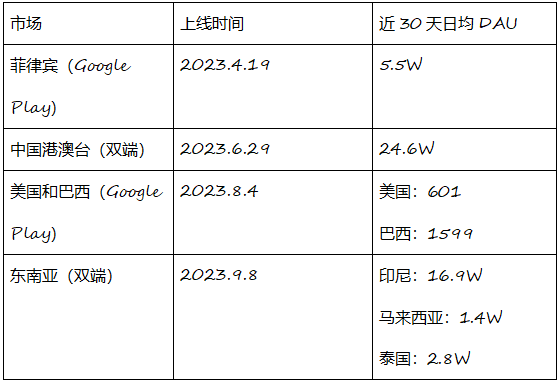 市场 上线时间 近 30 天日均 DAU
菲律宾（Google 2023.4.19 5.5W
Play）
中国港澳台（双端） 2023.6.29 24.6W
美国和巴西（Google 2023.8.4 美国：601
Play） 巴西：1599
东南亚（双端） 2023.9.8 印尼：16.9W
马来西亚：1.4W
泰国：2.8W